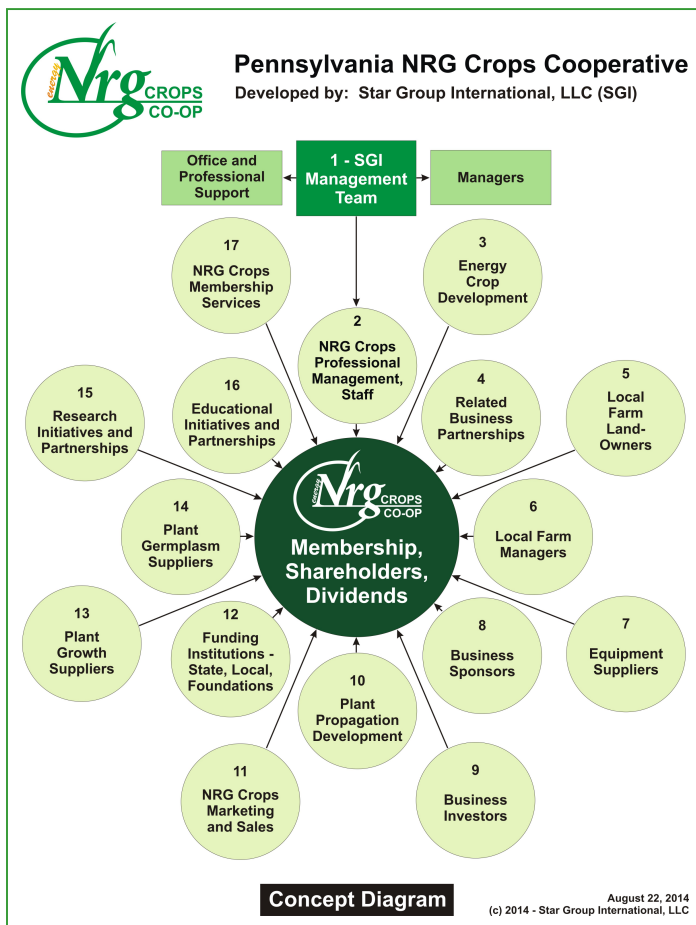 energy
Nrg CROPS
CO-OP
Pennsylvania NRG Crops Cooperative
Developed by:  Star Group International, LLC (SGI)
Office and
Professional
Support
1 - SGI
Management
Team
Managers
17
NRG Crops
Membership
Services
3
Energy
Crop
Development
2
NRG Crops
Professional
Management,
Staff
15
Research
Initiatives and
Partnerships
16
Educational
Initiatives and
Partnerships
4
Related
Business
Partnerships
5
Local
Farm
Land-
Owners
energy
Nrg CROPS
CO-OP
Membership,
Shareholders,
Dividends
14
Plant
Germplasm
Suppliers
6
Local Farm
Managers
13
Plant
Growth
Suppliers
12
Funding
Institutions -
State, Local,
Foundations
8
Business
Sponsors
7
Equipment
Suppliers
10
Plant
Propagation
Development
11
NRG Crops
Marketing
and Sales
9
Business
Investors
Concept Diagram
August 22, 2014
(c) 2014 - Star Group International, LLC